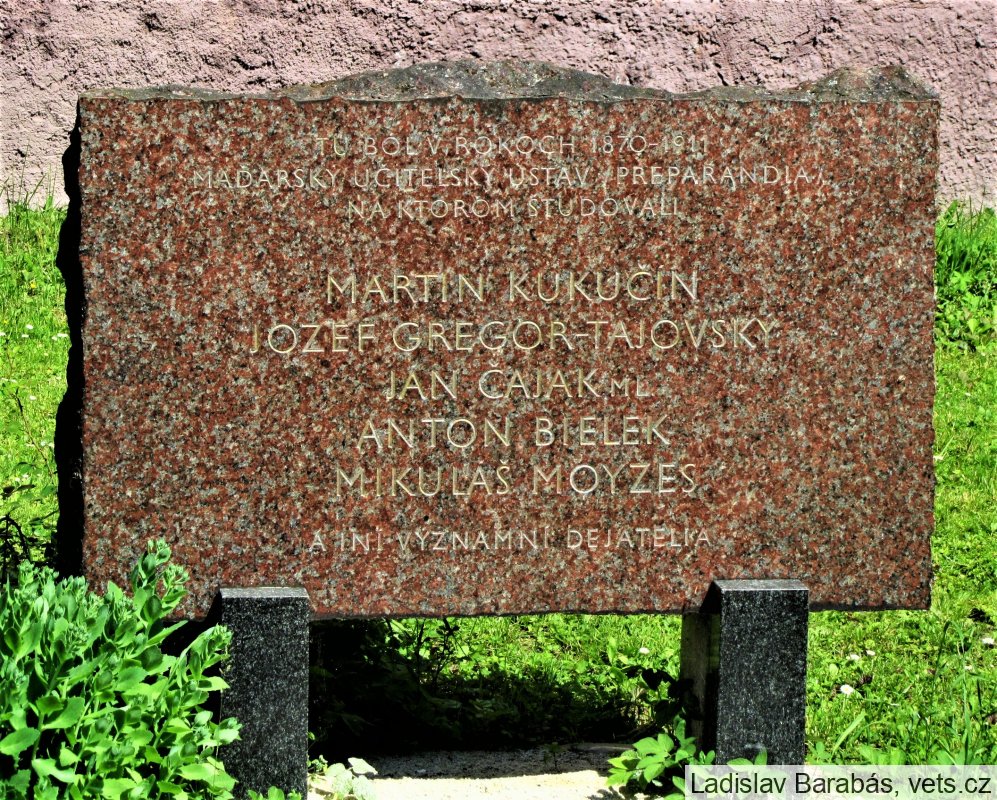 TU BOL V ROKOCH 1870-1911
MAĎARSKÝ UČITEĽSKÝ ÚSTAV /PREPARANDIA/
NA KTOROM ŠTUDOVALI
MARTIN KUKUČÍN
JOZEF GREGOR-TAJOVSKÝ
JÁN ČAJAK ML.
ANTON BIELEK
MIKULÁŠ MOYZES
A INÍ VÝZNAMNÍ DEJATELIA
Ladislav Barabás, vets.cz